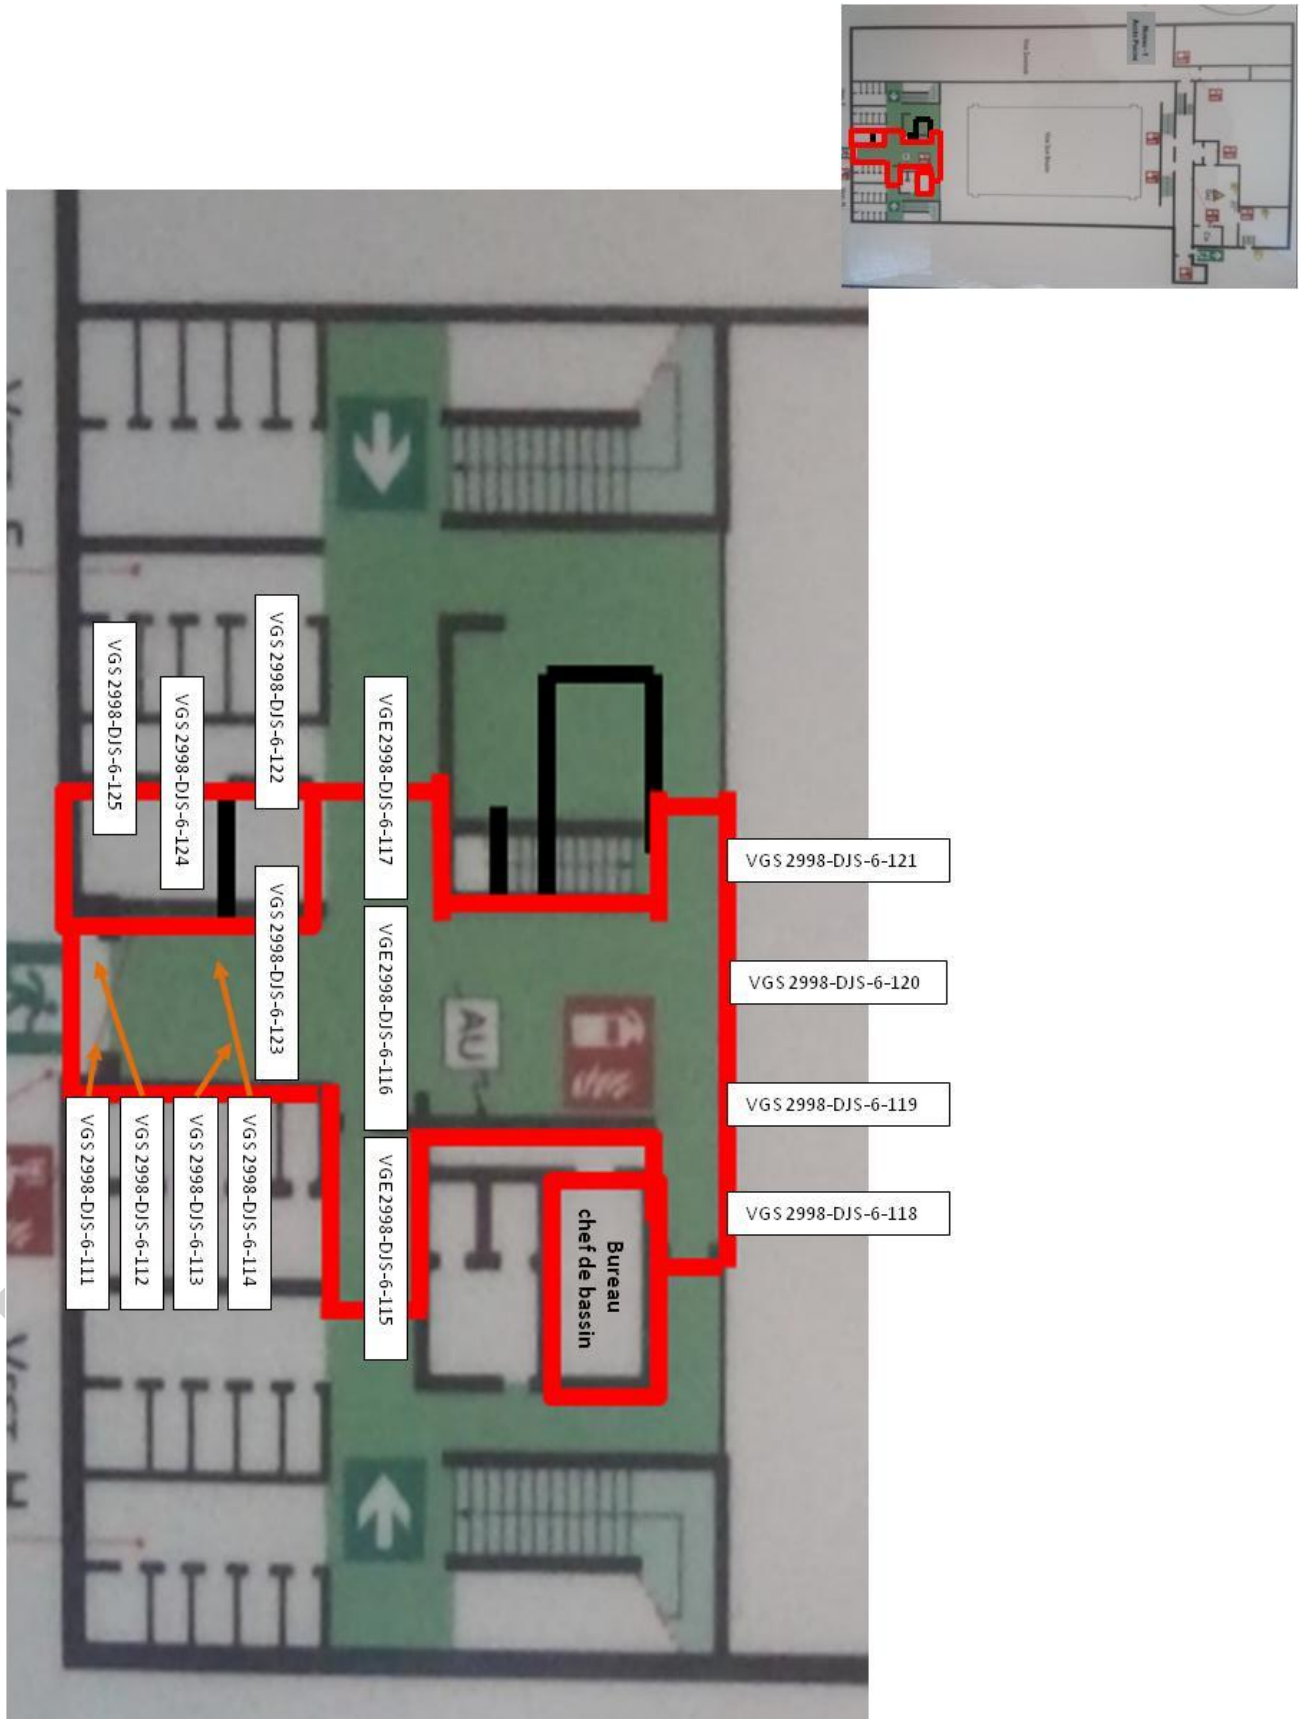 Niveau -1
Accès Piscine
VGS 2998-DJS-6-125
VGS 2998-DJS-6-124
VGS 2998-DJS-6-122
VGS 2998-DJS-6-123
VGE 2998-DJS-6-117
VGE 2998-DJS-6-116
VGE 2998-DJS-6-115
VGS 2998-DJS-6-121
VGS 2998-DJS-6-120
VGS 2998-DJS-6-119
VGS 2998-DJS-6-118
AU
Bureau
chef de bassin
VGS 2998-DJS-6-111
VGS 2998-DJS-6-112
VGS 2998-DJS-6-113
VGS 2998-DJS-6-114